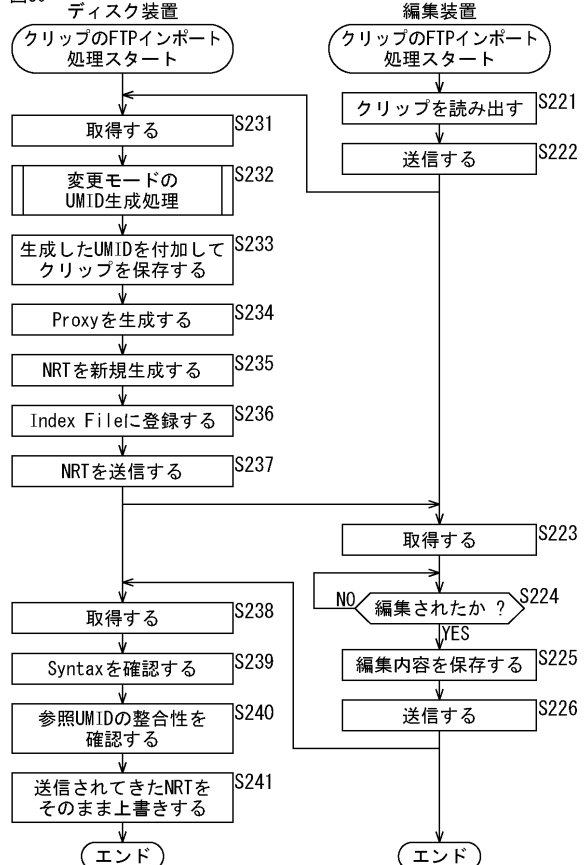 ディスク装置
編集装置
クリップのFTPインポート
処理スタート
クリップのFTPインポート
処理スタート
クリップを読み出す
S221
取得する
S231
送信する
S222
変更モードの
UMID生成処理
S232
生成したUMIDを付加して
クリップを保存する
S233
Proxyを生成する
S234
NRTを新規生成する
S235
Index Fileに登録する
S236
NRTを送信する
S237
取得する
S223
NO
編集されたか ?
S224
YES
取得する
S238
Syntaxを確認する
S239
編集内容を保存する
S225
参照UMIDの整合性を
確認する
S240
送信する
S226
送信されてきたNRTを
そのまま上書きする
S241
エンド
エンド